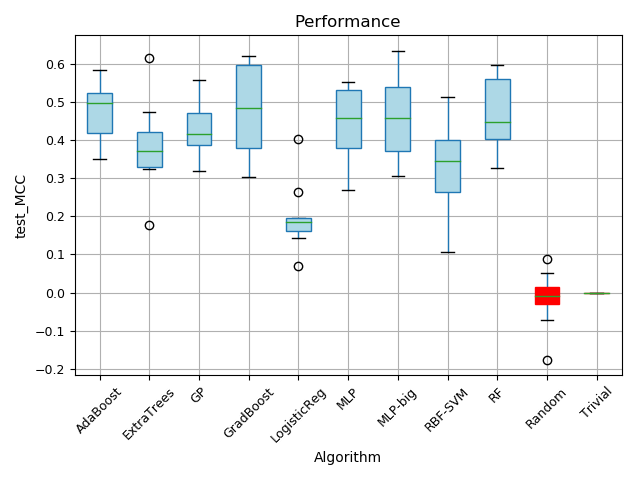 Performance
test_MCC
0.6
0.5
0.4
0.3
0.2
0.1
0.0
−0.1
−0.2
AdaBoost
ExtraTrees
GP
GradBoost
LogisticReg
MLP
MLP-big
RBF-SVM
RF
Random
Trivial
Algorithm